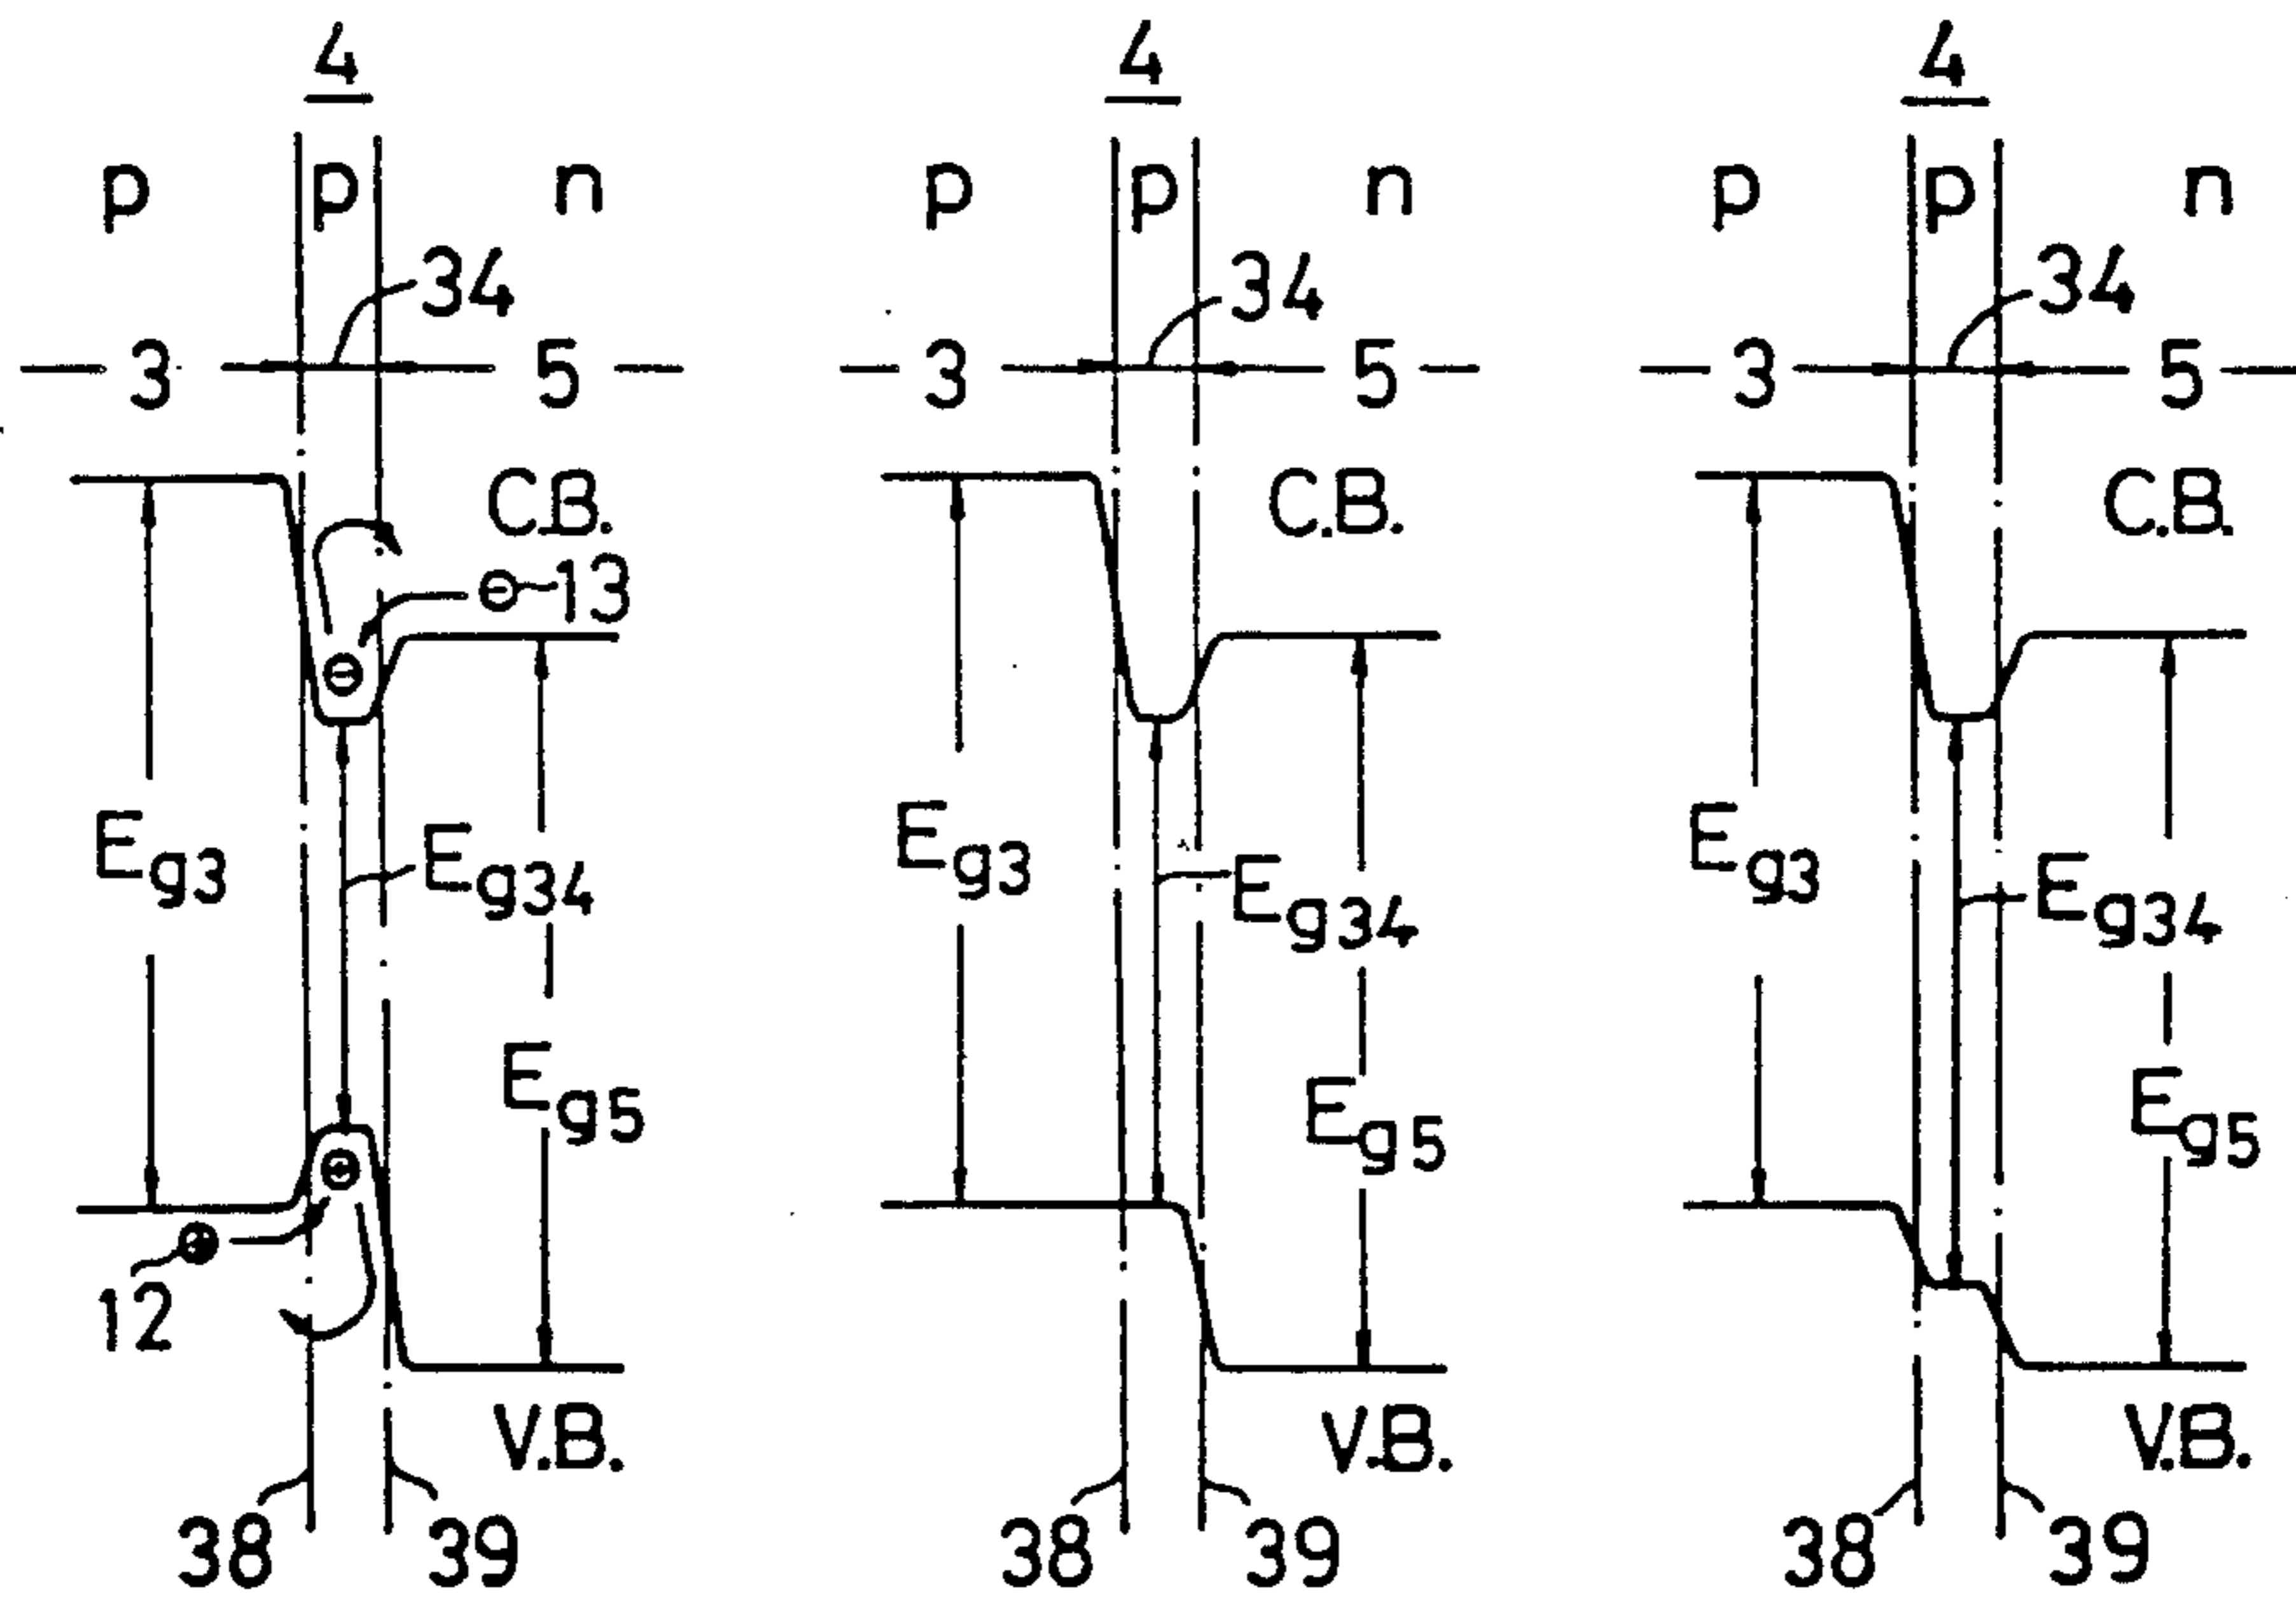 4 4 4
p p n p p n p p n
34 34 34
3 5 3 5 3 5
C.B. C.B. C.B.
⊖ 13
⊖
Eg3 Eg34 Eg3 Eg34 Eg3 Eg34
Eg5 Eg5 Eg5
⊕
12
V.B. V.B. V.B.
38 39 38 39 38 39